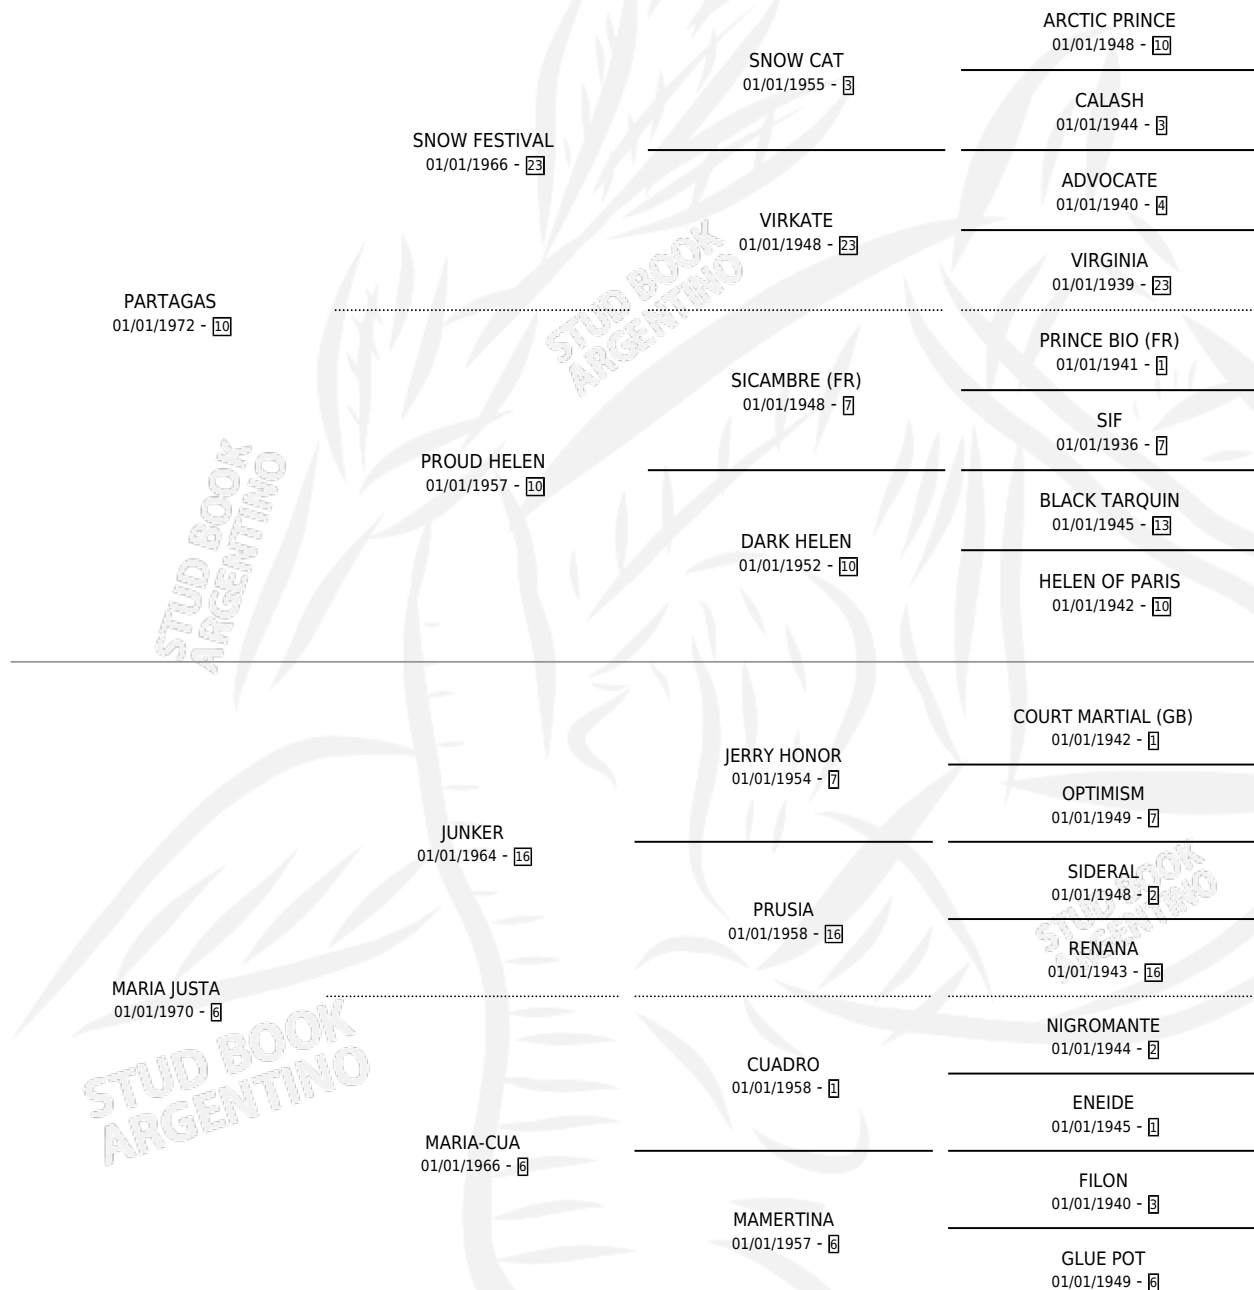 ARCTIC PRINCE
01/01/1948 - 10
SNOW CAT
01/01/1955 - 3
CALASH
01/01/1944 - 3
SNOW FESTIVAL
01/01/1966 - 23
ADVOCATE
01/01/1940 - 4
VIRKATE
01/01/1948 - 23
VIRGINIA
01/01/1939 - 23
PARTAGAS
01/01/1972 - 10
PRINCE BIO (FR)
01/01/1941 - 1
SICAMBRE (FR)
01/01/1948 - 7
SIF
01/01/1936 - 7
PROUD HELEN
01/01/1957 - 10
BLACK TARQUIN
01/01/1945 - 13
DARK HELEN
01/01/1952 - 10
HELEN OF PARIS
01/01/1942 - 10
STUD BOOK
ARGENTINO
STUD BOOK
ARGENTINO
COURT MARTIAL (GB)
01/01/1942 - 1
JERRY HONOR
01/01/1954 - 7
OPTIMISM
01/01/1949 - 7
JUNKER
01/01/1964 - 16
SIDERAL
01/01/1948 - 2
PRUSIA
01/01/1958 - 16
RENANA
01/01/1943 - 16
MARIA JUSTA
01/01/1970 - 6
NIGROMANTE
01/01/1944 - 2
CUADRO
01/01/1958 - 1
ENEIDE
01/01/1945 - 1
MARIA-CUA
01/01/1966 - 6
FILON
01/01/1940 - 3
MAMERTINA
01/01/1957 - 6
GLUE POT
01/01/1949 - 6
STUD BOOK
ARGENTINO
STUD BOOK
ARGENTINO